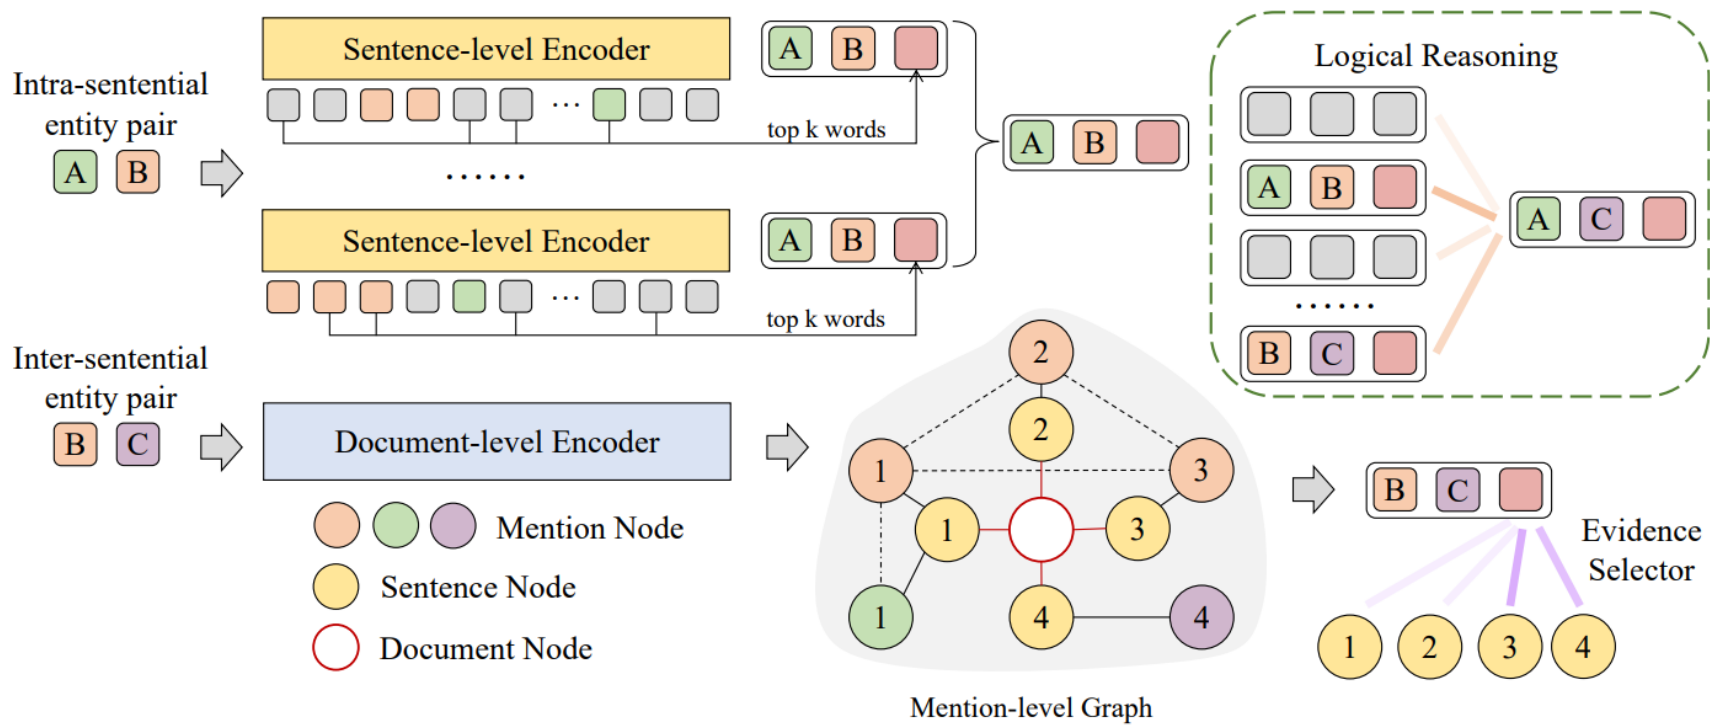 Intra-sentential
entity pair
A B
Sentence-level Encoder
...
top k words
A B
......
Sentence-level Encoder
...
top k words
A B
A B
Logical Reasoning
A B
......
B C
A C
Inter-sentential
entity pair
B C
Document-level Encoder
Mention Node
Sentence Node
Document Node
2
2
1
3
1
3
1
4
4
Mention-level Graph
B C
Evidence
Selector
1 2 3 4